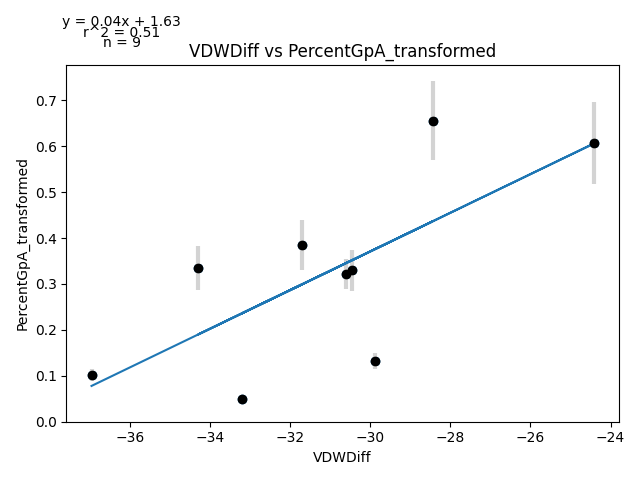 y = 0.04x + 1.63
r^2 = 0.51
n = 9
VDWDiff vs PercentGpA_transformed
PercentGpA_transformed
0.7
0.6
0.5
0.4
0.3
0.2
0.1
0.0
−36
−34
−32
−30
−28
−26
−24
VDWDiff